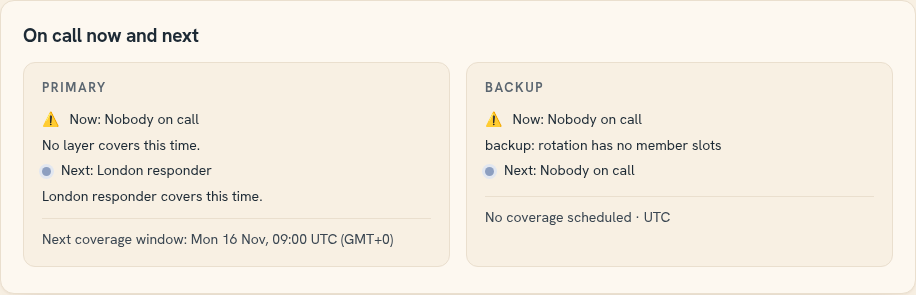 On call now and next
PRIMARY
⚠️ Now: Nobody on call
No layer covers this time.
Next: London responder
London responder covers this time.
Next coverage window: Mon 16 Nov, 09:00 UTC (GMT+0)
BACKUP
⚠️ Now: Nobody on call
backup: rotation has no member slots
Next: Nobody on call
No coverage scheduled · UTC